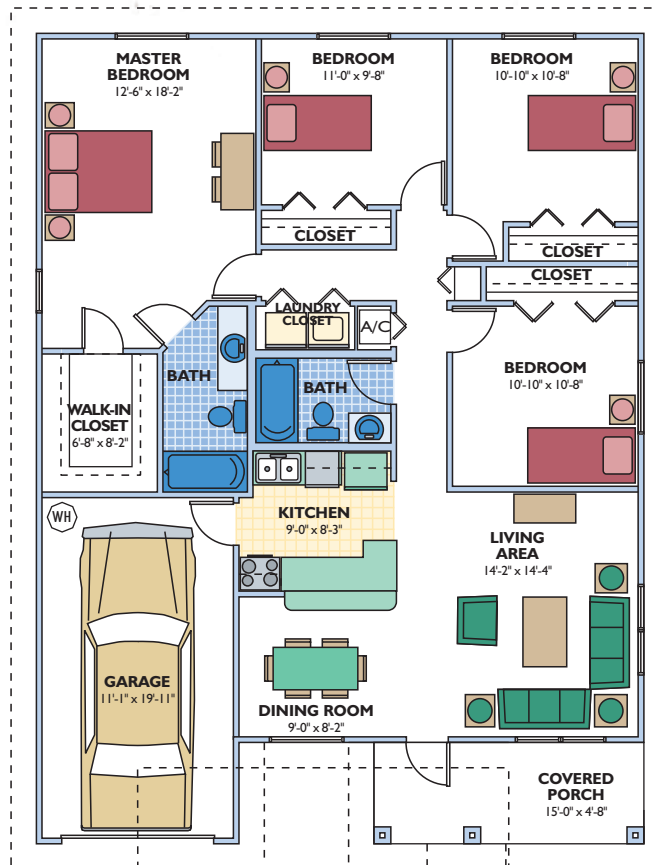 MASTER
BEDROOM
12'-6" x 18'-2"
BEDROOM
11'-0" x 9'-8"
BEDROOM
10'-10" x 10'-8"
CLOSET
CLOSET
CLOSET
LAUNDRY
CLOSET
A/C
BATH
BATH
BEDROOM
10'-10" x 10'-8"
WALK-IN
CLOSET
6'-8" x 8'-2"
WH
KITCHEN
9'-0" x 8'-3"
LIVING
AREA
14'-2" x 14'-4"
GARAGE
11'-1" x 19'-11"
DINING ROOM
9'-0" x 8'-2"
COVERED
PORCH
15'-0" x 4'-8"